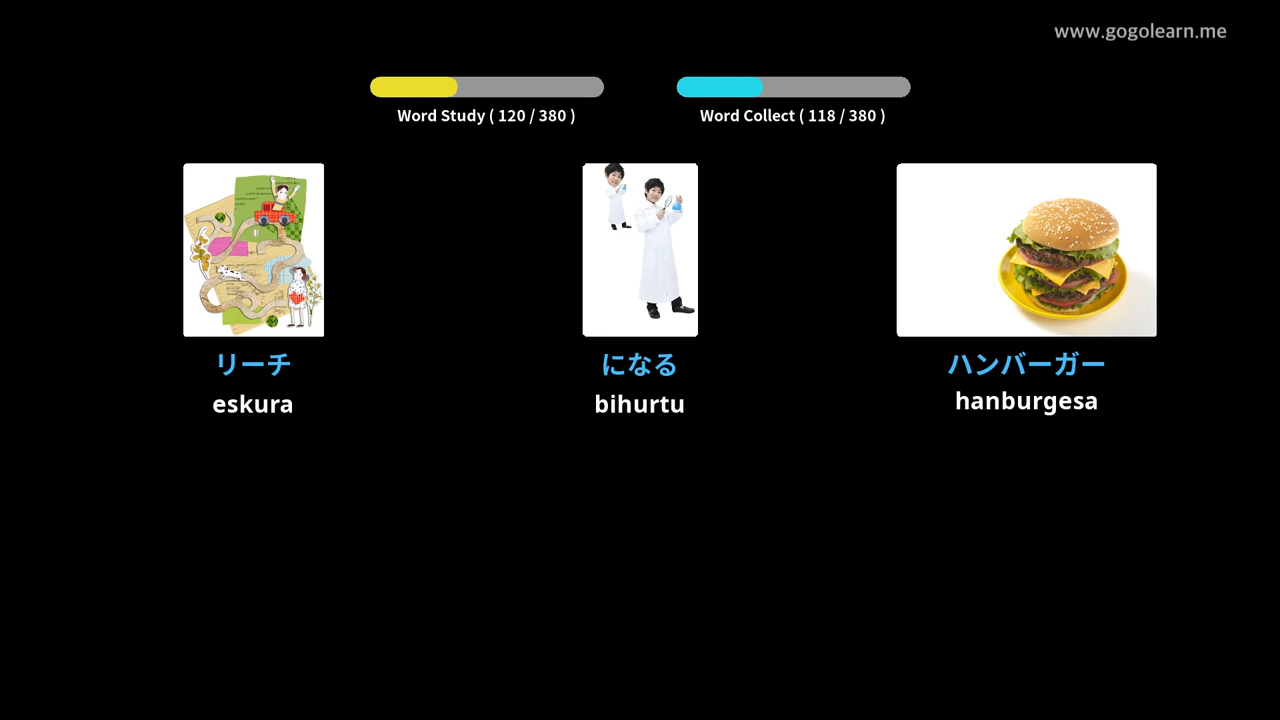 www.gogolearn.me
Word Study ( 120 / 380 )
Word Collect ( 118 / 380 )
リーチ
になる
ハンバーガー
eskura
bihurtu
hanburgesa